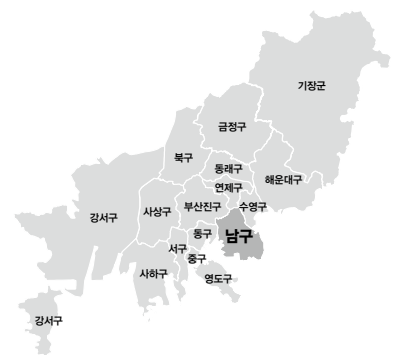 기장군
금정구
북구
동래구
해운대구
연제구
부산진구
수영구
강서구
사상구
동구
남구
서구
중구
사하구
영도구
강서구